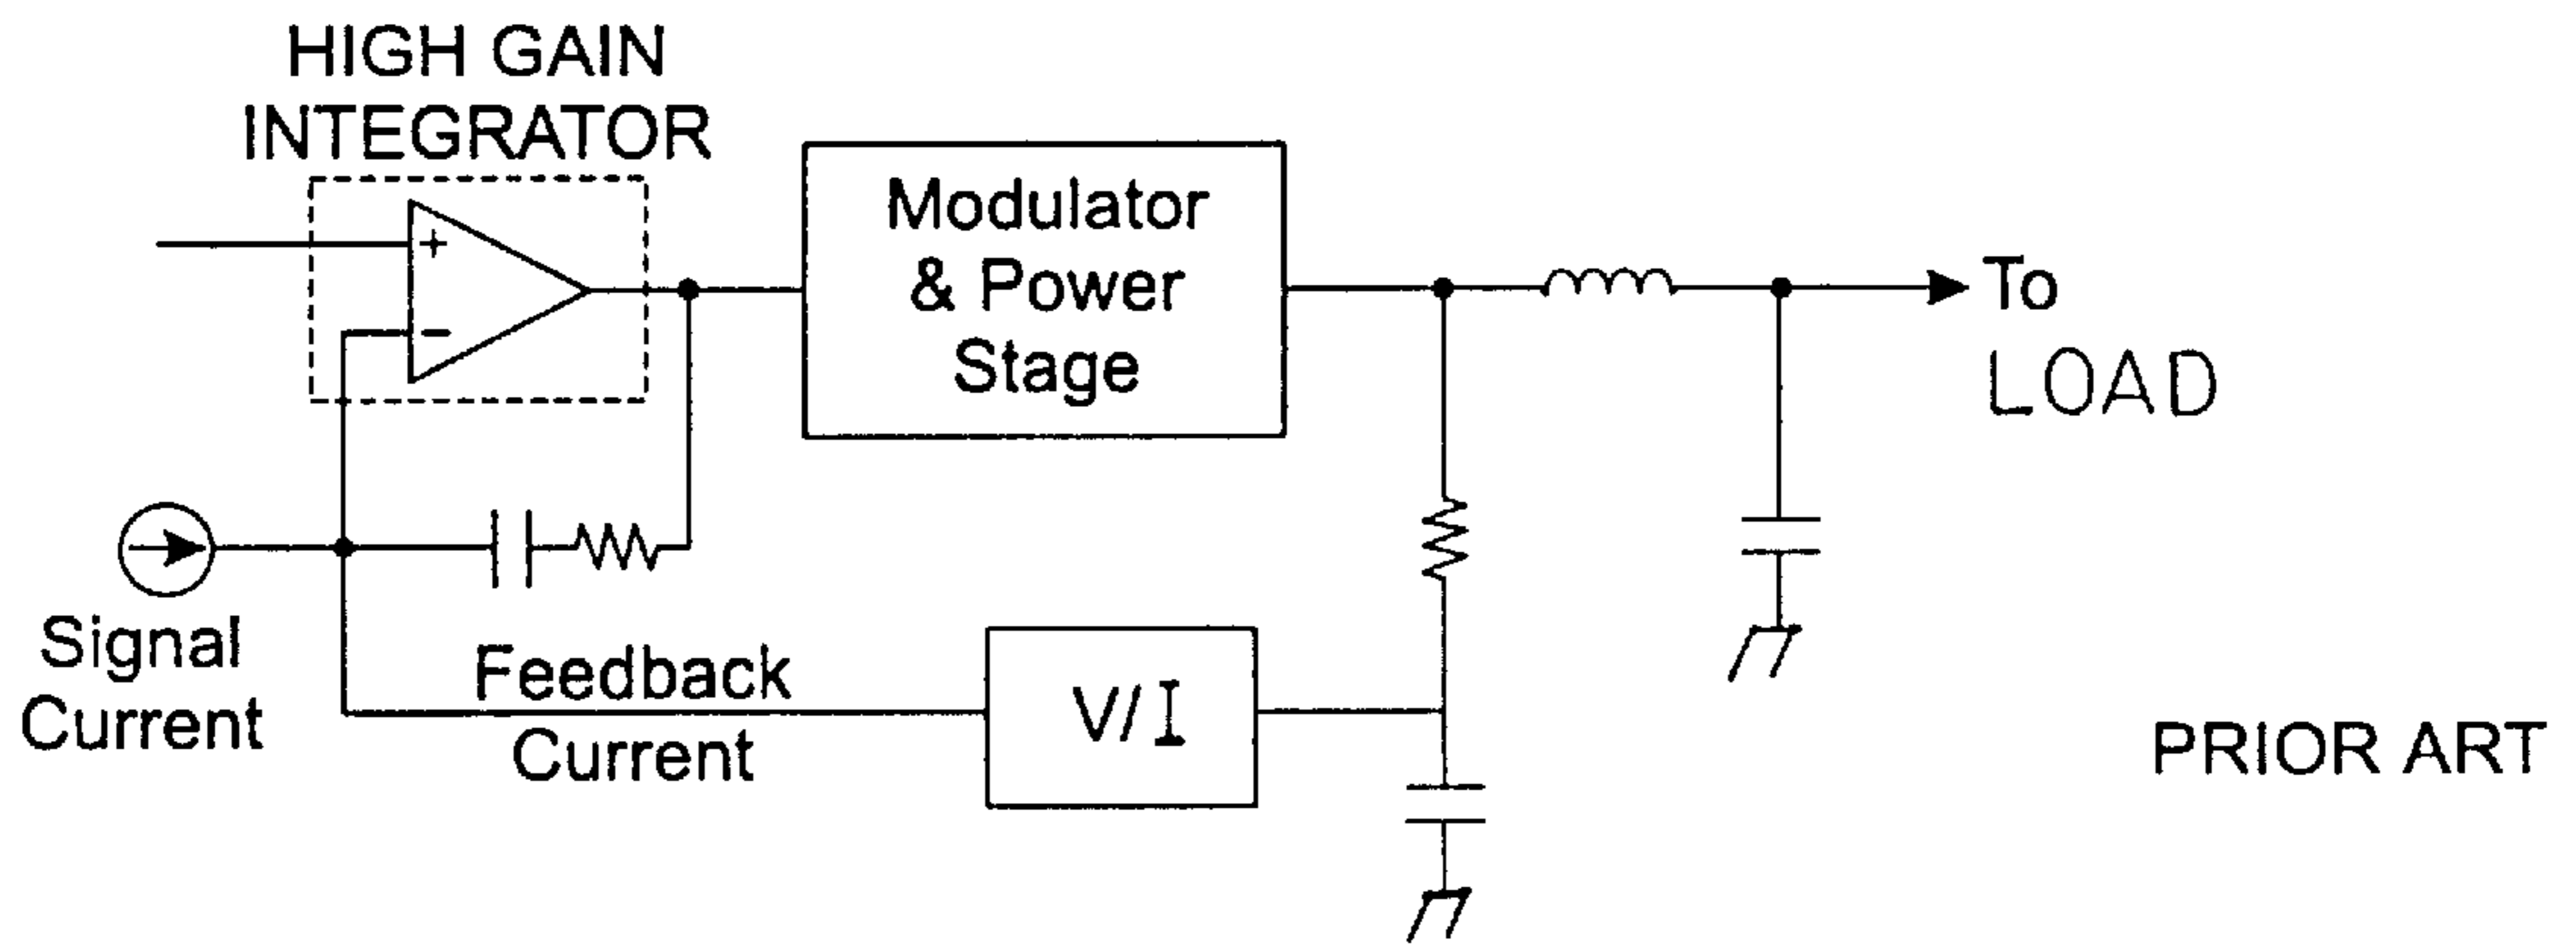 HIGH GAIN
INTEGRATOR
+
−
Modulator
& Power
Stage
To
LOAD
Signal
Current
Feedback
Current
V/I
PRIOR ART